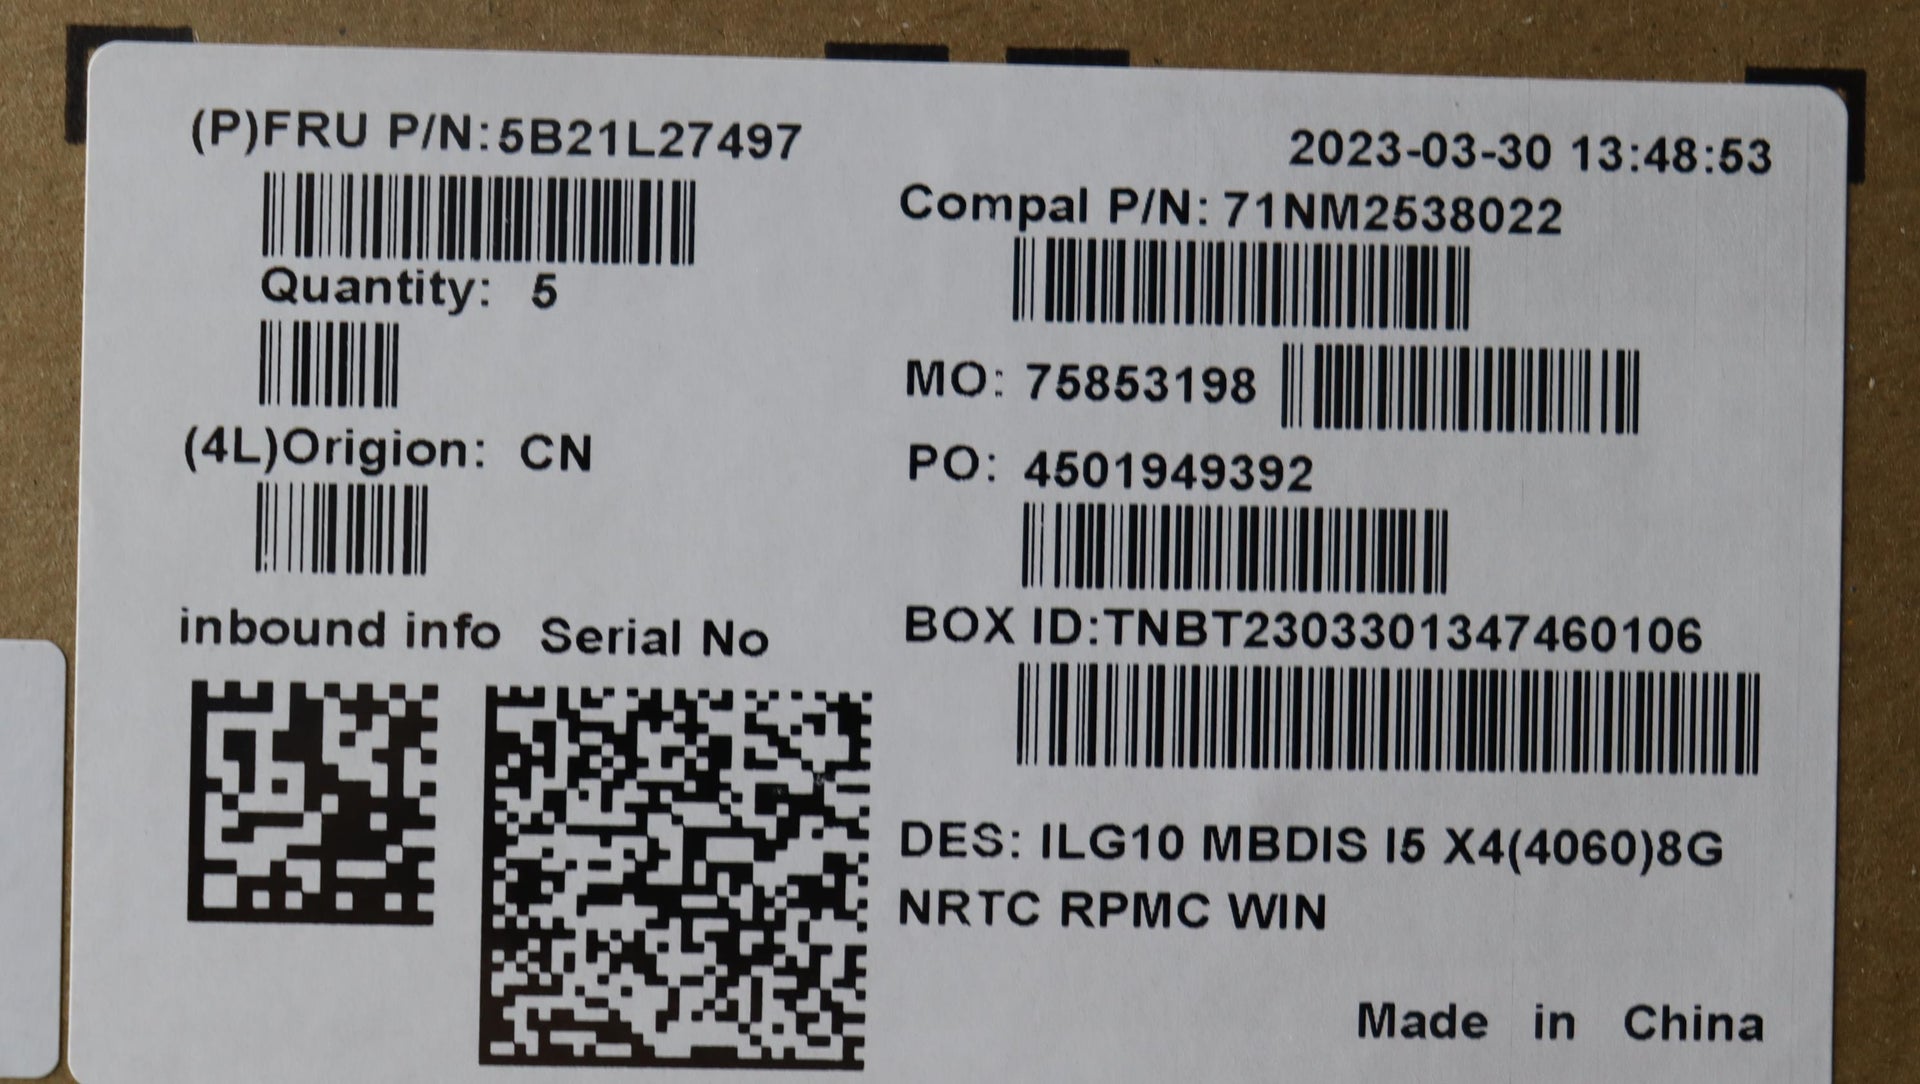 (P)FRU P/N:5B21L27497
2023-03-30 13:48:53
Compal P/N: 71NM2538022
Quantity: 5
MO: 75853198
(4L)Origion: CN
PO: 4501949392
inbound info Serial No
BOX ID:TNBT2303301347460106
DES: ILG10 MBDIS I5 X4(4060)8G
NRTC RPMC WIN
Made in China